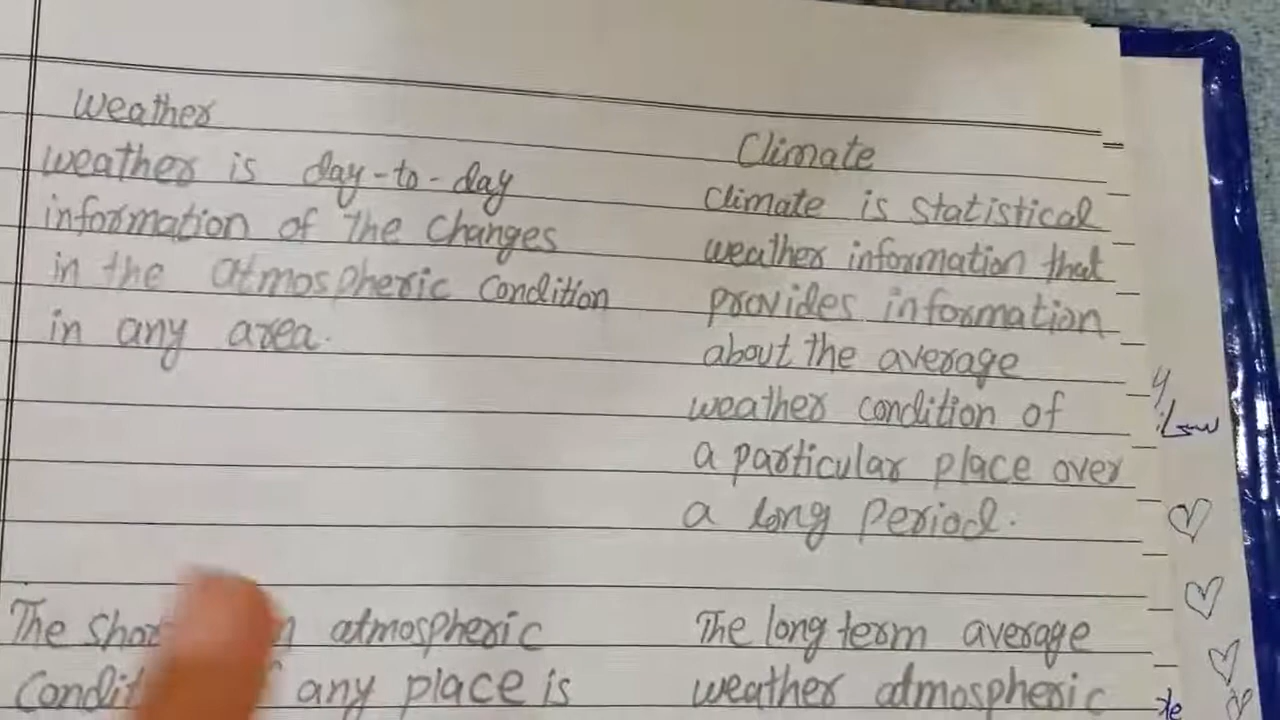 Weather
weather is day-to-day
information of the changes
in the atmospheric condition
in any area.
The atmospheric
any place is
Climate
Climate is statistical
weather information that
provides information
about the average
weather condition of
a particular place over
a long period.
The long term average
weather atmospheric